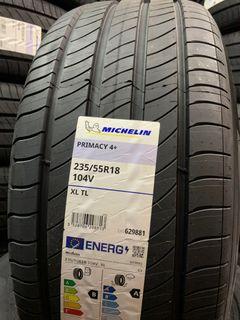 MICHELIN
PRIMACY 4+
235/55R18
104V
XL TL
629881
ENERG
B
A